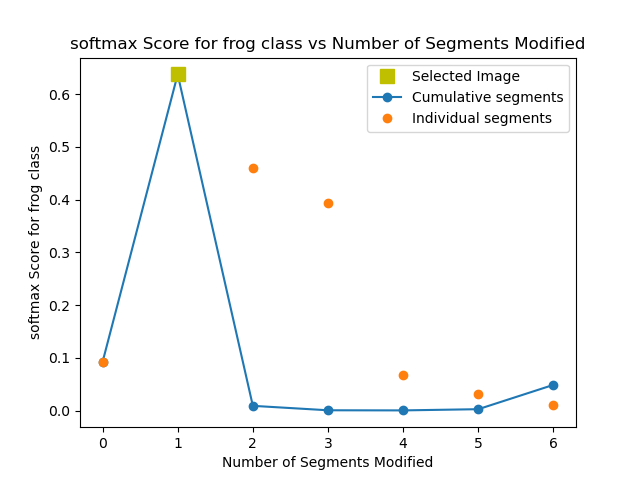 softmax Score for frog class vs Number of Segments Modified
Selected Image
Cumulative segments
Individual segments
softmax Score for frog class
0.6
0.5
0.4
0.3
0.2
0.1
0.0
0 1 2 3 4 5 6
Number of Segments Modified